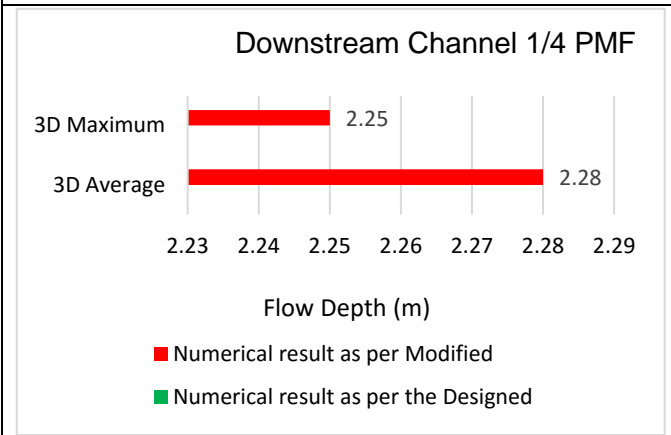 Downstream Channel 1/4 PMF
3D Maximum
2.25
3D Average
2.28
2.23 2.24 2.25 2.26 2.27 2.28 2.29
Flow Depth (m)
Numerical result as per Modified
Numerical result as per the Designed